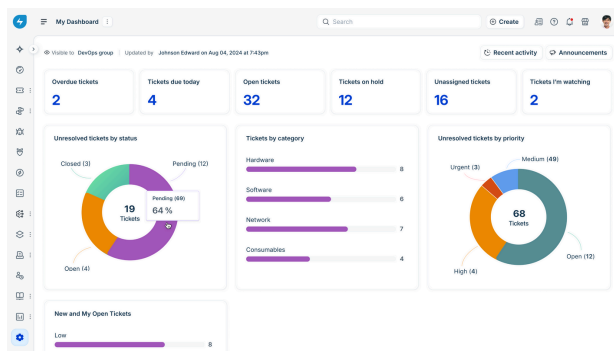 My Dashboard
Search
Create
Visible to DevOps group
Updated by Johnson Edward on Aug 04, 2024 at 7:43pm
Recent activity
Announcements
Overdue tickets
2
Tickets due today
4
Open tickets
32
Tickets on hold
12
Unassigned tickets
16
Tickets I'm watching
2
Unresolved tickets by status
Closed (3)
Pending (12)
19
Tickets
Pending (69)
64 %
Open (4)
Tickets by category
Hardware
8
Software
6
Network
7
Consumables
4
Unresolved tickets by priority
Urgent (3)
Medium (49)
68
Tickets
High (4)
Open (12)
New and My Open Tickets
Low
8